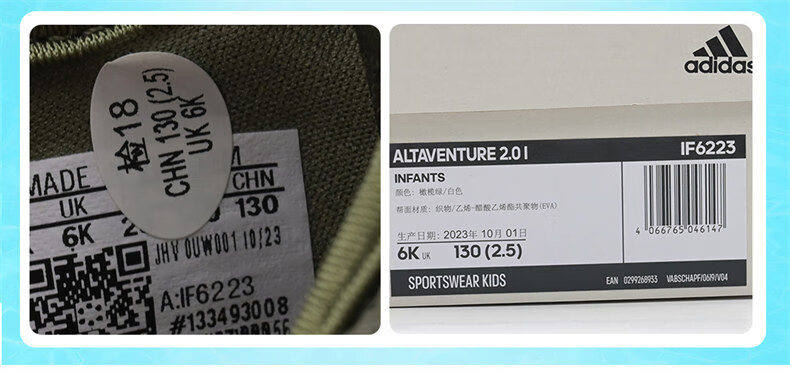 检18
CHN 130 (2.5)
UK 6K
MADE
UK
CHN
6K
130
JHV 0UW001 10/23
A:IF6223
#133493008
adidas
ALTAVENTURE 2.0 I
IF6223
INFANTS
颜色: 橄榄绿/白色
帮面材质: 织物/乙烯-醋酸乙烯酯共聚物(EVA)
生产日期: 2023年 10月 01日
6K UK 130 (2.5)
4 066765 046147
SPORTSWEAR KIDS
EAN 0299268933 VABSCHAPF/0619/V04